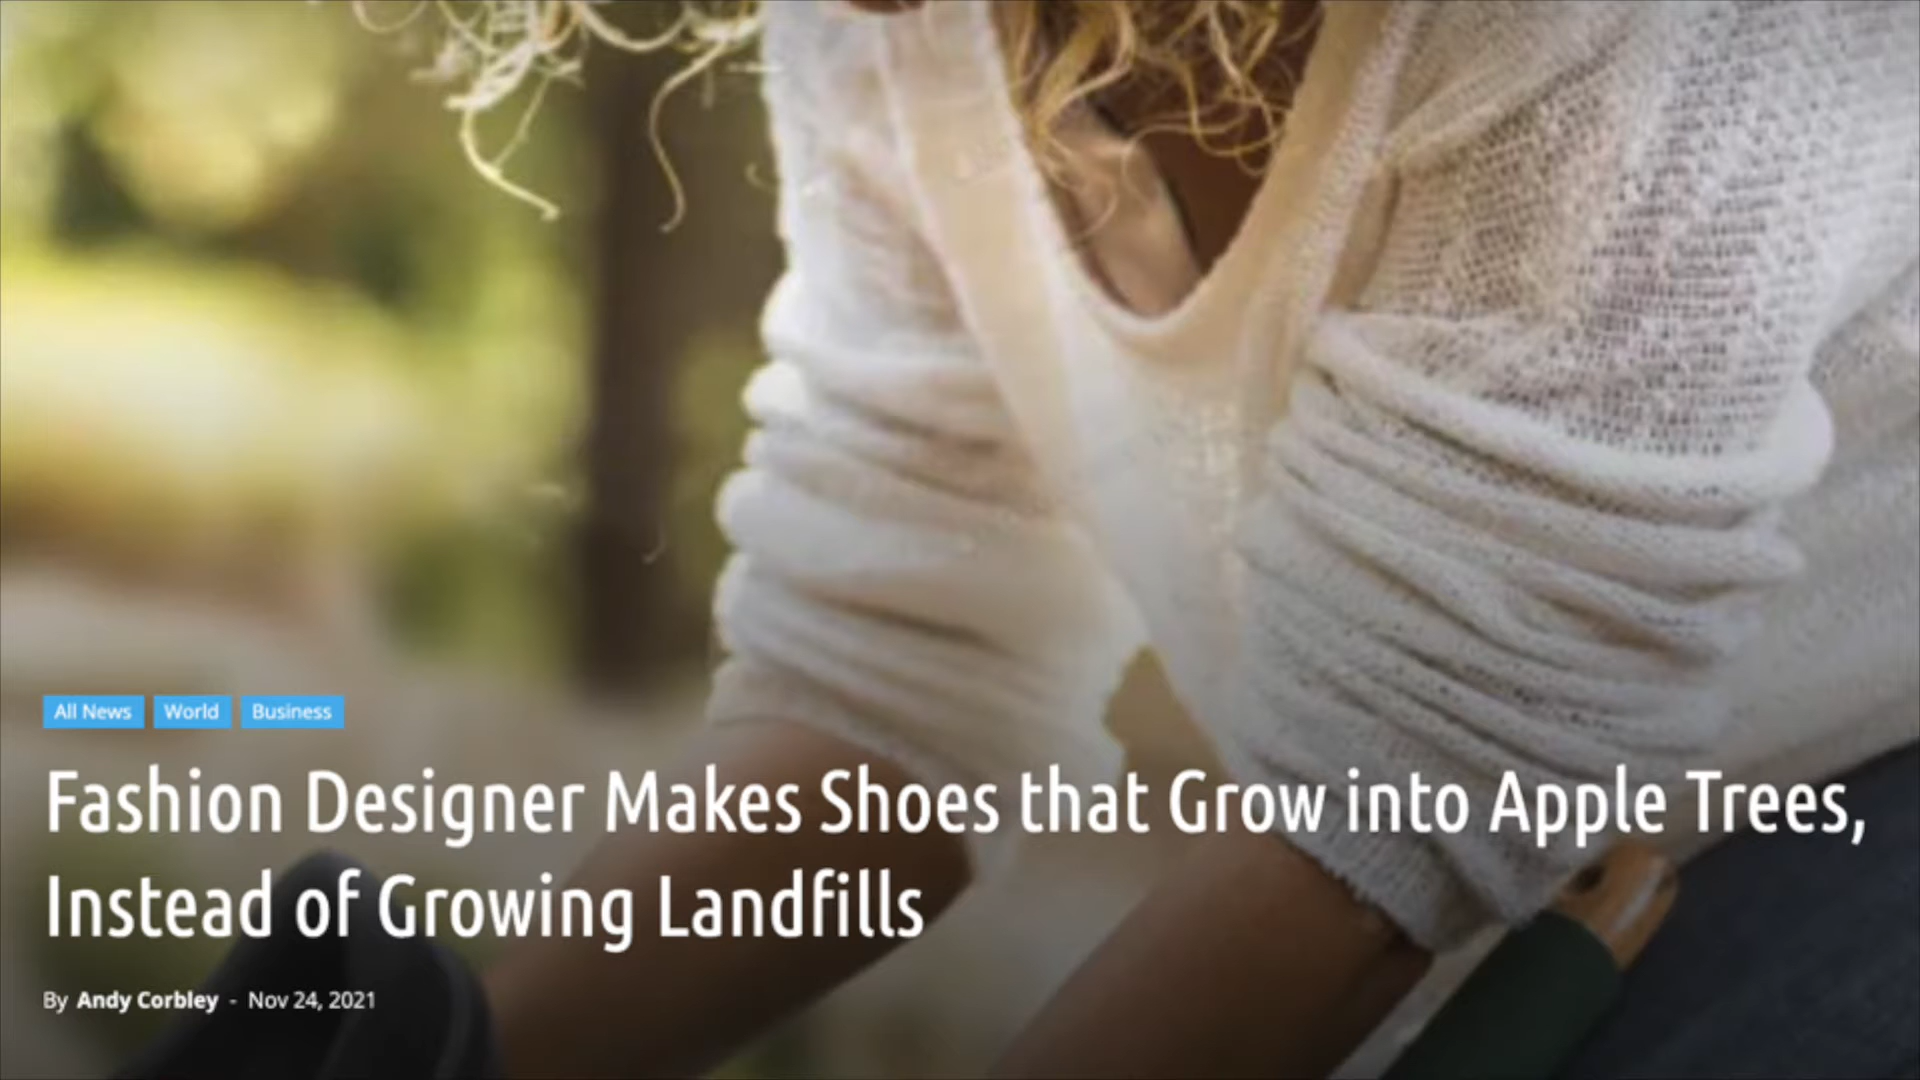 All News World Business
Fashion Designer Makes Shoes that Grow into Apple Trees,
Instead of Growing Landfills
By Andy Corbley - Nov 24, 2021